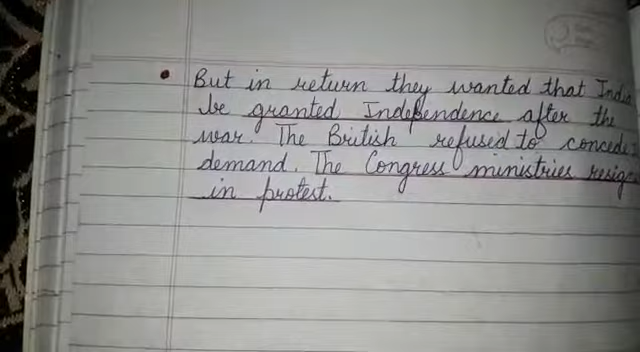 But in return they wanted that India
be granted Independence after the
war. The British refused to concede
demand. The Congress ministries resign
in protest.